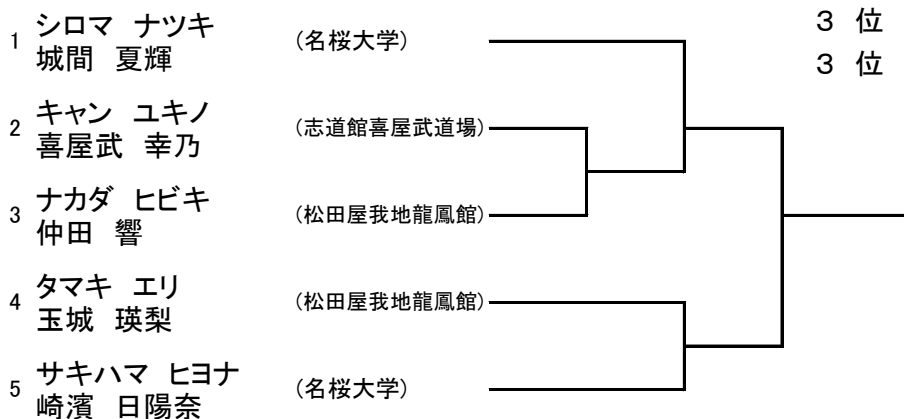 ３　位
３　位
1 シロマ　ナツキ
城間　夏輝 (名桜大学)
2 キャン　ユキノ
喜屋武　幸乃 (志道館喜屋武道場)
3 ナカダ　ヒビキ
仲田　響 (松田屋我地龍鳳館)
4 タマキ　エリ
玉城　瑛梨 (松田屋我地龍鳳館)
5 サキハマ　ヒヨナ
崎濱　日陽奈 (名桜大学)